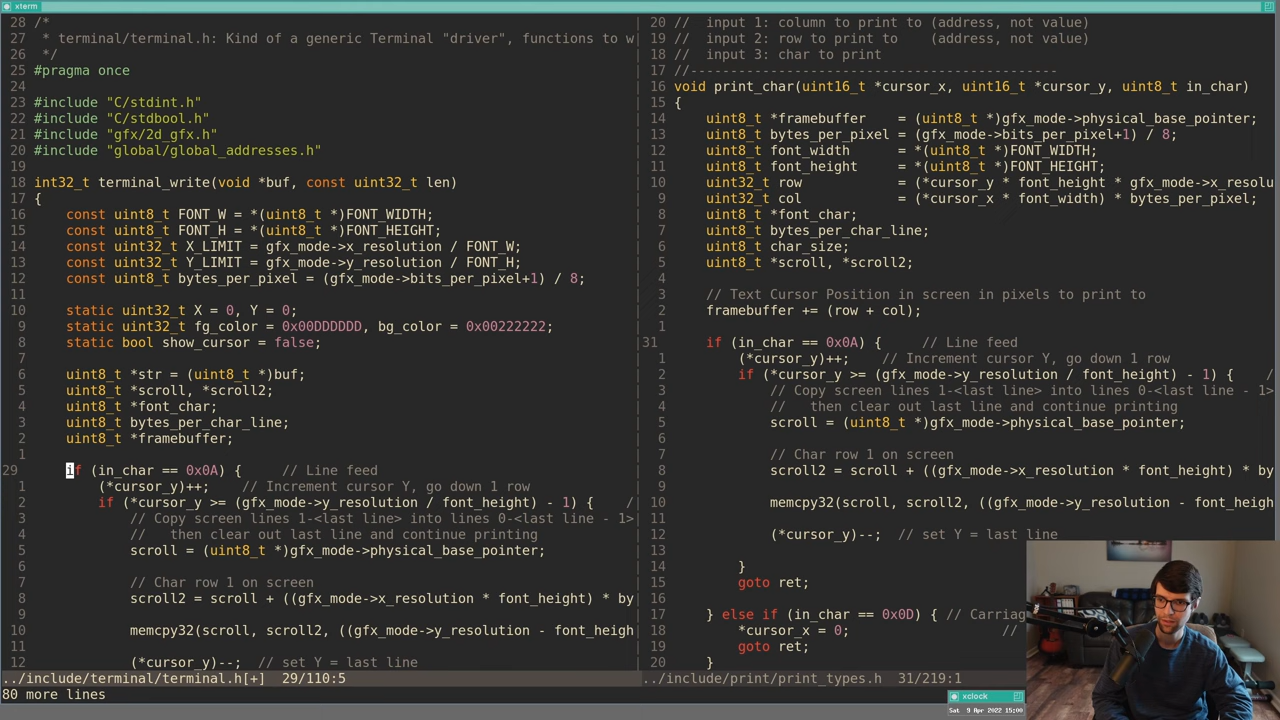 xterm
28 /*
27  * terminal/terminal.h: Kind of a generic Terminal "driver", functions to w
26  */
25 #pragma once
24
23 #include "C/stdint.h"
22 #include "C/stdbool.h"
21 #include "gfx/2d_gfx.h"
20 #include "global/global_addresses.h"
19
18 int32_t terminal_write(void *buf, const uint32_t len)
17 {
16     const uint8_t FONT_W = *(uint8_t *)FONT_WIDTH;
15     const uint8_t FONT_H = *(uint8_t *)FONT_HEIGHT;
14     const uint32_t X_LIMIT = gfx_mode->x_resolution / FONT_W;
13     const uint32_t Y_LIMIT = gfx_mode->y_resolution / FONT_H;
12     const uint8_t bytes_per_pixel = (gfx_mode->bits_per_pixel+1) / 8;
11
10     static uint32_t X = 0, Y = 0;
9     static uint32_t fg_color = 0x00DDDDDD, bg_color = 0x00222222;
8     static bool show_cursor = false;
7
6     uint8_t *str = (uint8_t *)buf;
5     uint8_t *scroll, *scroll2;
4     uint8_t *font_char;
3     uint8_t bytes_per_char_line;
2     uint8_t *framebuffer;
1
29     if (in_char == 0x0A) {     // Line feed
1         (*cursor_y)++;    // Increment cursor Y, go down 1 row
2         if (*cursor_y >= (gfx_mode->y_resolution / font_height) - 1) {    /
3             // Copy screen lines 1-<last line> into lines 0-<last line - 1>
4             //   then clear out last line and continue printing
5             scroll = (uint8_t *)gfx_mode->physical_base_pointer;
6
7             // Char row 1 on screen
8             scroll2 = scroll + ((gfx_mode->x_resolution * font_height) * by
9
10             memcpy32(scroll, scroll2, ((gfx_mode->y_resolution - font_heigh
11
12             (*cursor_y)--;  // set Y = last line
../include/terminal/terminal.h[+]  29/110:5
80 more lines
20 //  input 1: column to print to (address, not value)
19 //  input 2: row to print to    (address, not value)
18 //  input 3: char to print
17 //----------------------------------------------
16 void print_char(uint16_t *cursor_x, uint16_t *cursor_y, uint8_t in_char)
15 {
14     uint8_t *framebuffer    = (uint8_t *)gfx_mode->physical_base_pointer;
13     uint8_t bytes_per_pixel = (gfx_mode->bits_per_pixel+1) / 8;
12     uint8_t font_width      = *(uint8_t *)FONT_WIDTH;
11     uint8_t font_height     = *(uint8_t *)FONT_HEIGHT;
10     uint32_t row            = (*cursor_y * font_height * gfx_mode->x_resolu
9     uint32_t col            = (*cursor_x * font_width) * bytes_per_pixel;
8     uint8_t *font_char;
7     uint8_t bytes_per_char_line;
6     uint8_t char_size;
5     uint8_t *scroll, *scroll2;
4
3     // Text Cursor Position in screen in pixels to print to
2     framebuffer += (row + col);
1
31     if (in_char == 0x0A) {     // Line feed
1         (*cursor_y)++;    // Increment cursor Y, go down 1 row
2         if (*cursor_y >= (gfx_mode->y_resolution / font_height) - 1) {    /
3             // Copy screen lines 1-<last line> into lines 0-<last line - 1>
4             //   then clear out last line and continue printing
5             scroll = (uint8_t *)gfx_mode->physical_base_pointer;
6
7             // Char row 1 on screen
8             scroll2 = scroll + ((gfx_mode->x_resolution * font_height) * by
9
10             memcpy32(scroll, scroll2, ((gfx_mode->y_resolution - font_heigh
11
12             (*cursor_y)--;  // set Y = last line
13
14         }
15         goto ret;
16
17     } else if (in_char == 0x0D) { // Carriag
18         *cursor_x = 0;                   //
19         goto ret;
20     }
../include/print/print_types.h  31/219:1
xclock
Sat  9 Apr 2022 15:00